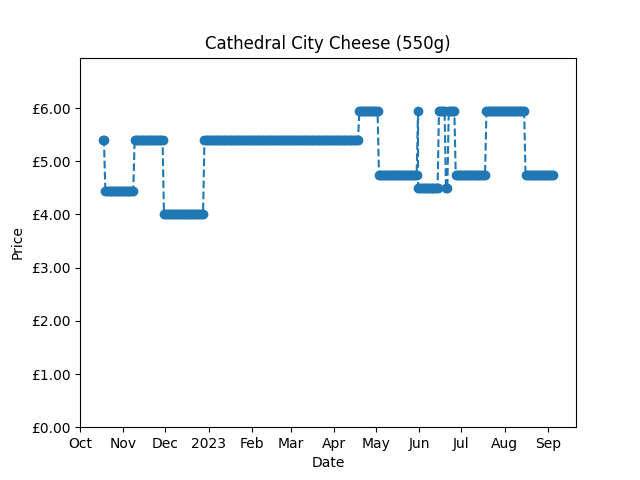 Cathedral City Cheese (550g)
£6.00
£5.00
£4.00
£3.00
£2.00
£1.00
£0.00
Price
Oct Nov Dec 2023 Feb Mar Apr May Jun Jul Aug Sep
Date